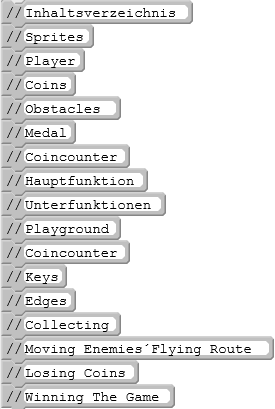 //Inhaltsverzeichnis
//Sprites
//Player
//Coins
//Obstacles
//Medal
//Coincounter
//Hauptfunktion
//Unterfunktionen
//Playground
//Coincounter
//Keys
//Edges
//Collecting
//Moving Enemies´Flying Route
//Losing Coins
//Winning The Game